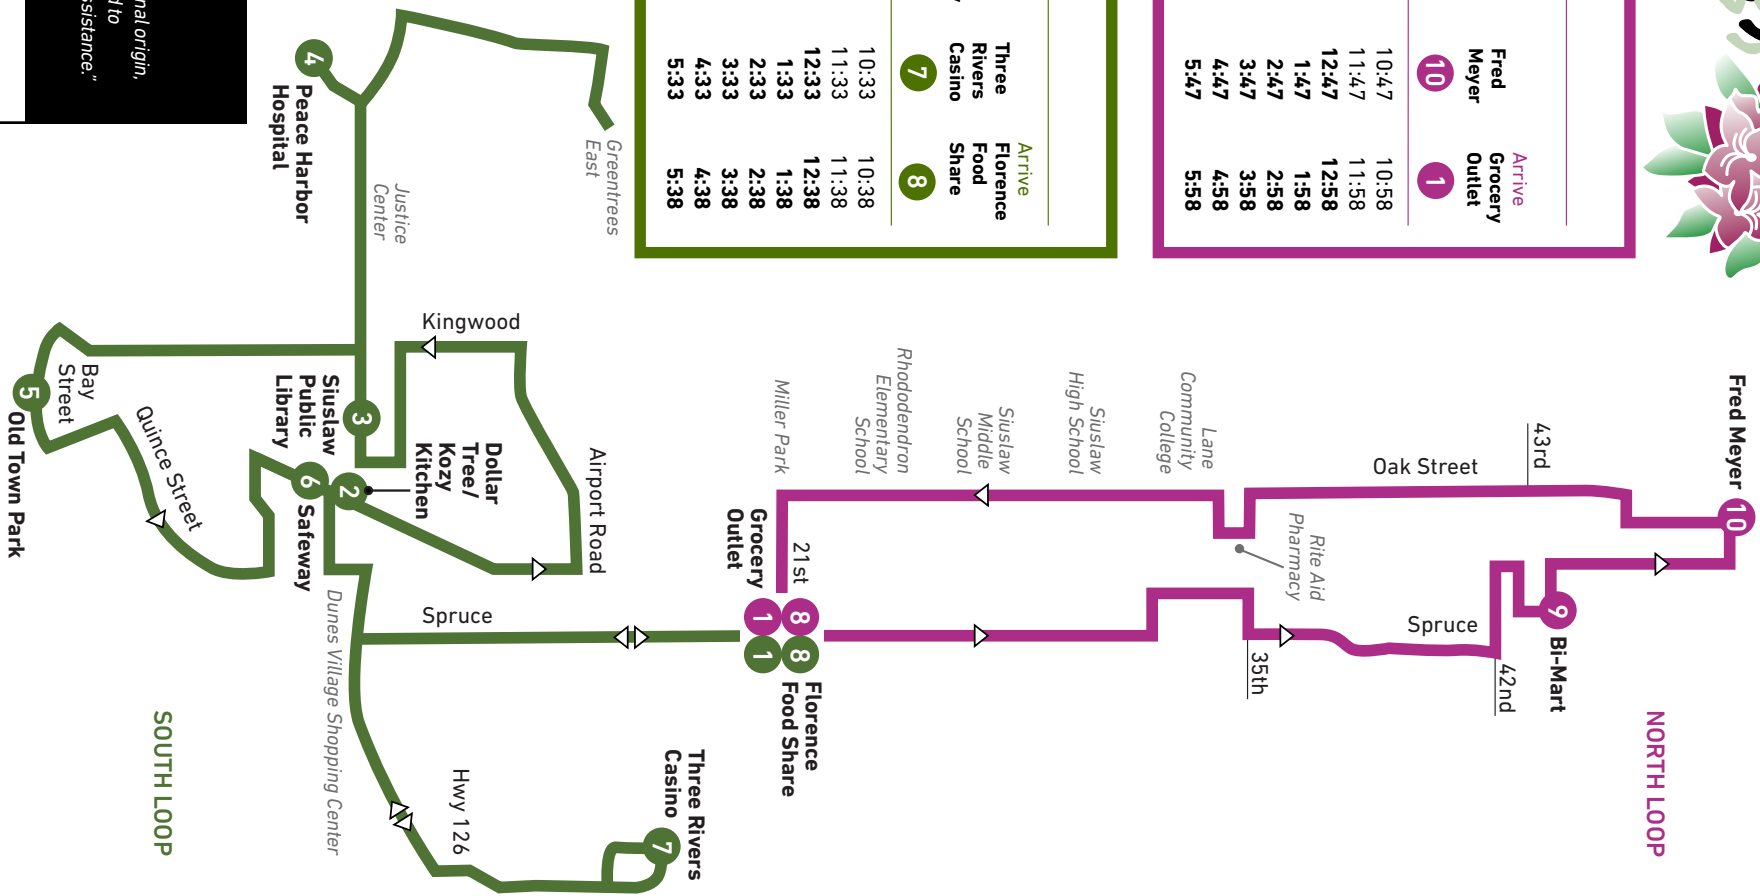 nal origin,
d to
ssistance."
Three
Rivers
Casino
7
10:33
11:33
12:33
1:33
2:33
3:33
4:33
5:33
Arrive
Florence
Food
Share
8
10:38
11:38
12:38
1:38
2:38
3:38
4:38
5:38
Fred
Meyer
10
10:47
11:47
12:47
1:47
2:47
3:47
4:47
5:47
Arrive
Grocery
Outlet
1
10:58
11:58
12:58
1:58
2:58
3:58
4:58
5:58
4
Peace Harbor
Hospital
Greentrees
East
Justice
Center
Kingwood
Bay
Street
5
Old Town Park
Quince Street
Siuslaw
Public
Library
3
6
Safeway
2
Dollar
Tree/
Kozy
Kitchen
Airport Road
Spruce
Dunes Village Shopping Center
Hwy 126
Three Rivers
Casino
7
SOUTH LOOP
Grocery
Outlet
21st
1
8
1
8
Florence
Food Share
Miller Park
Rhododendron
Elementary
School
Siuslaw
Middle
School
Siuslaw
High School
Lane
Community
College
Rite Aid
Pharmacy
Oak Street
43rd
Fred Meyer
10
35th
Spruce
42nd
9
Bi-Mart
NORTH LOOP